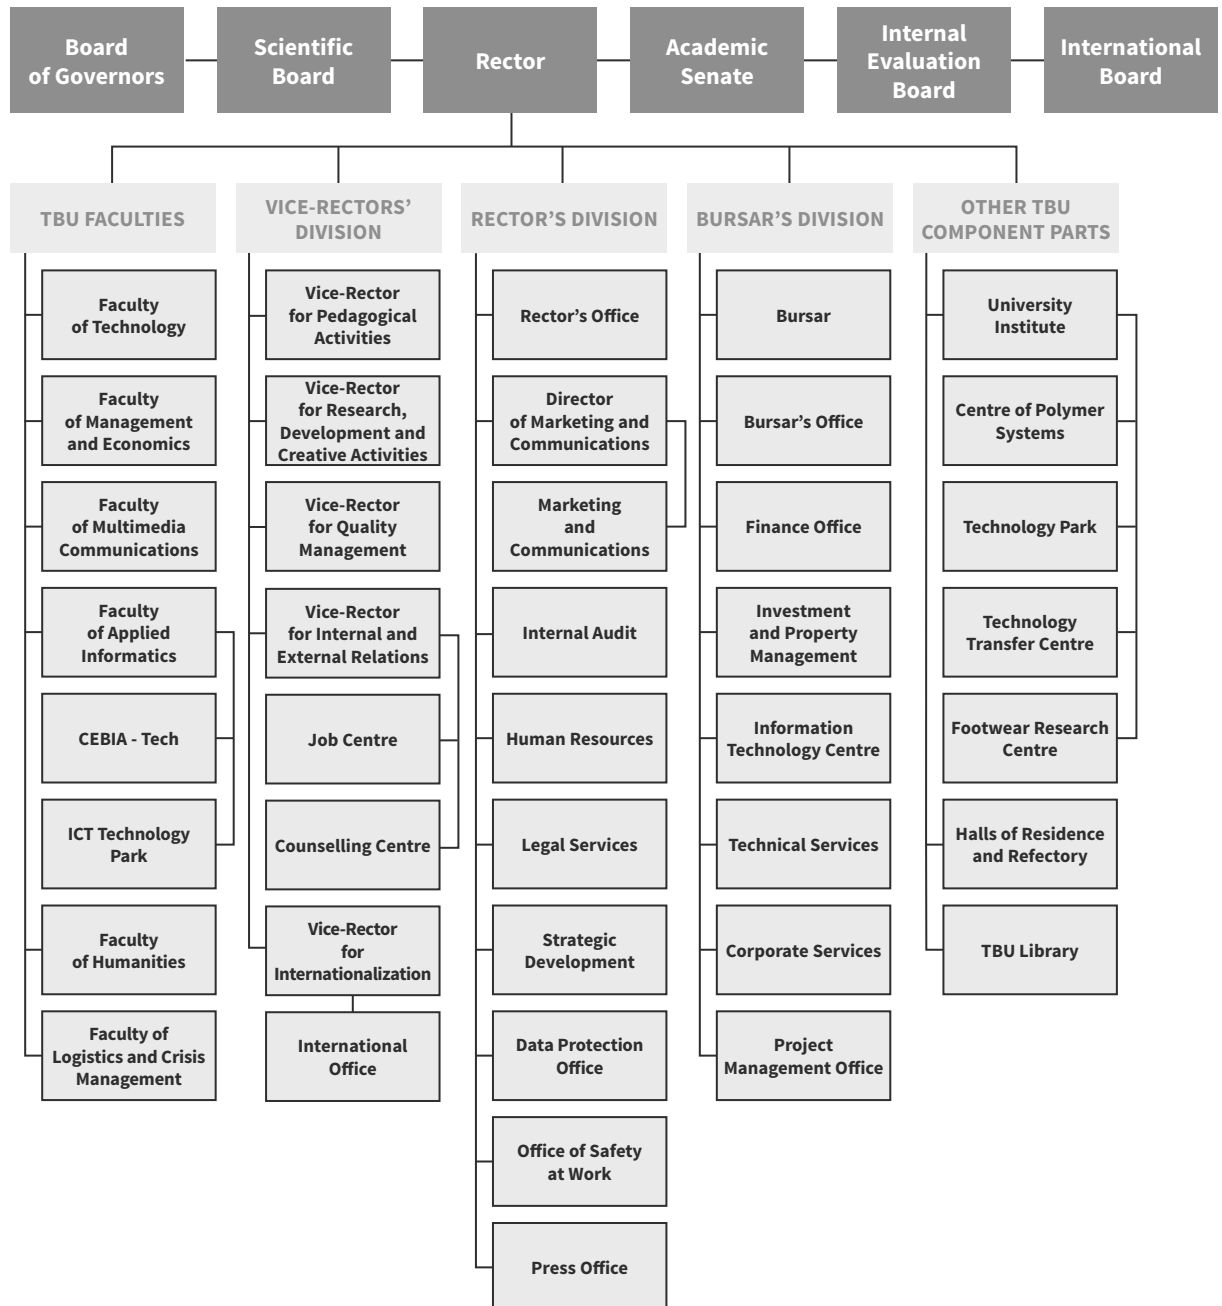 Board
of Governors
Scientific
Board
Rector
Academic
Senate
Internal
Evaluation
Board
International
Board
TBU FACULTIES
Faculty
of Technology
Faculty
of Management
and Economics
Faculty
of Multimedia
Communications
Faculty
of Applied
Informatics
CEBIA - Tech
ICT Technology
Park
Faculty
of Humanities
Faculty of
Logistics and Crisis
Management
VICE-RECTORS’
DIVISION
Vice-Rector
for Pedagogical
Activities
Vice-Rector
for Research,
Development and
Creative Activities
Vice-Rector
for Quality
Management
Vice-Rector
for Internal and
External Relations
Job Centre
Counselling Centre
Vice-Rector
for
Internationalization
International
Office
RECTOR’S DIVISION
Rector’s Office
Director
of Marketing and
Communications
Marketing
and
Communications
Internal Audit
Human Resources
Legal Services
Strategic
Development
Data Protection
Office
Office of Safety
at Work
Press Office
BURSAR’S DIVISION
Bursar
Bursar’s Office
Finance Office
Investment
and Property
Management
Information
Technology Centre
Technical Services
Corporate Services
Project
Management Office
OTHER TBU
COMPONENT PARTS
University
Institute
Centre of Polymer
Systems
Technology Park
Technology
Transfer Centre
Footwear Research
Centre
Halls of Residence
and Refectory
TBU Library